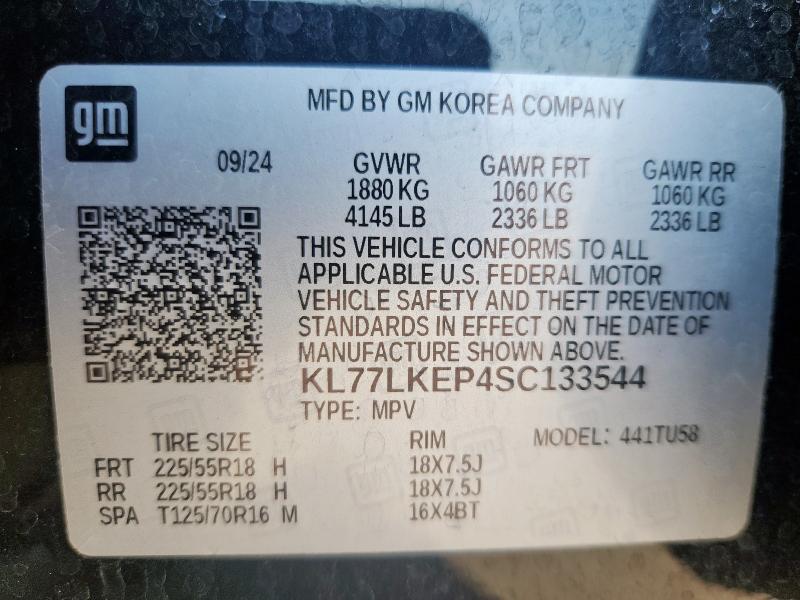 gm
MFD BY GM KOREA COMPANY
09/24 GVWR GAWR FRT GAWR RR
1880 KG 1060 KG 1060 KG
4145 LB 2336 LB 2336 LB
THIS VEHICLE CONFORMS TO ALL
APPLICABLE U.S. FEDERAL MOTOR
VEHICLE SAFETY AND THEFT PREVENTION
STANDARDS IN EFFECT ON THE DATE OF
MANUFACTURE SHOWN ABOVE.
KL77LKEP4SC133544
TYPE: MPV
TIRE SIZE RIM MODEL: 441TU58
FRT 225/55R18 H 18X7.5J
RR 225/55R18 H 18X7.5J
SPA T125/70R16 M 16X4BT